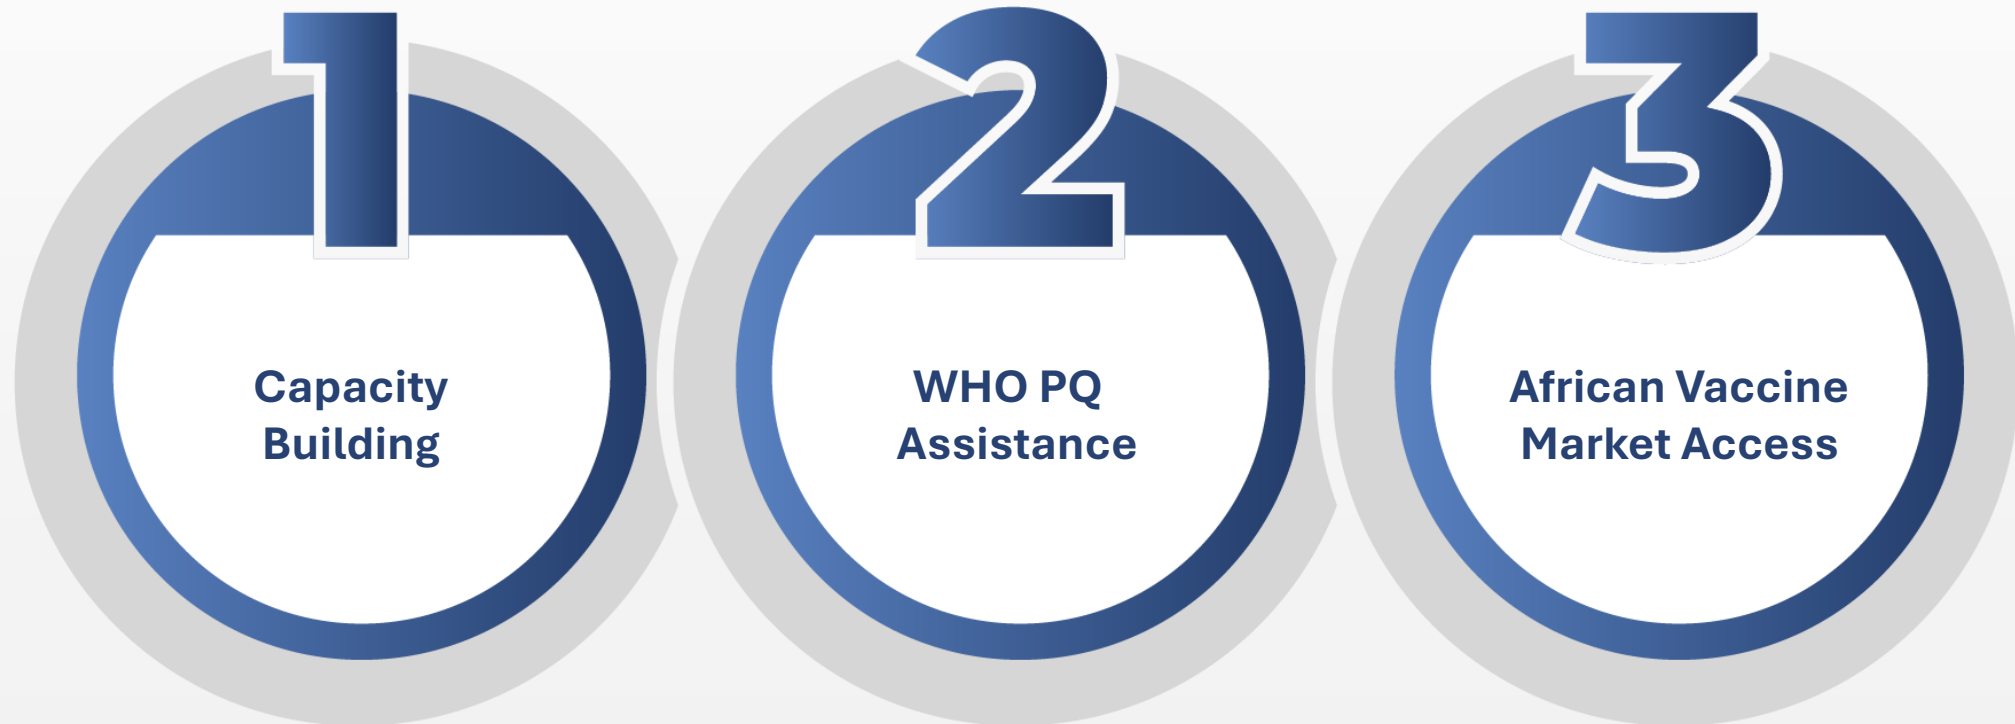 1
Capacity
Building
2
WHO PQ
Assistance
3
African Vaccine
Market Access